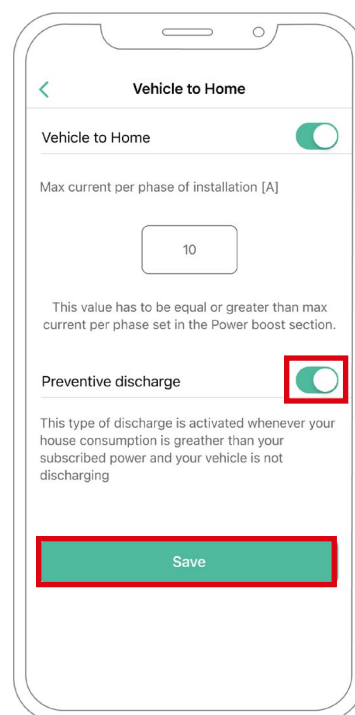 Vehicle to Home
Vehicle to Home
Max current per phase of installation [A]
10
This value has to be equal or greater than max
current per phase set in the Power boost section.
Preventive discharge
This type of discharge is activated whenever your
house consumption is greather than your
subscribed power and your vehicle is not
discharging
Save